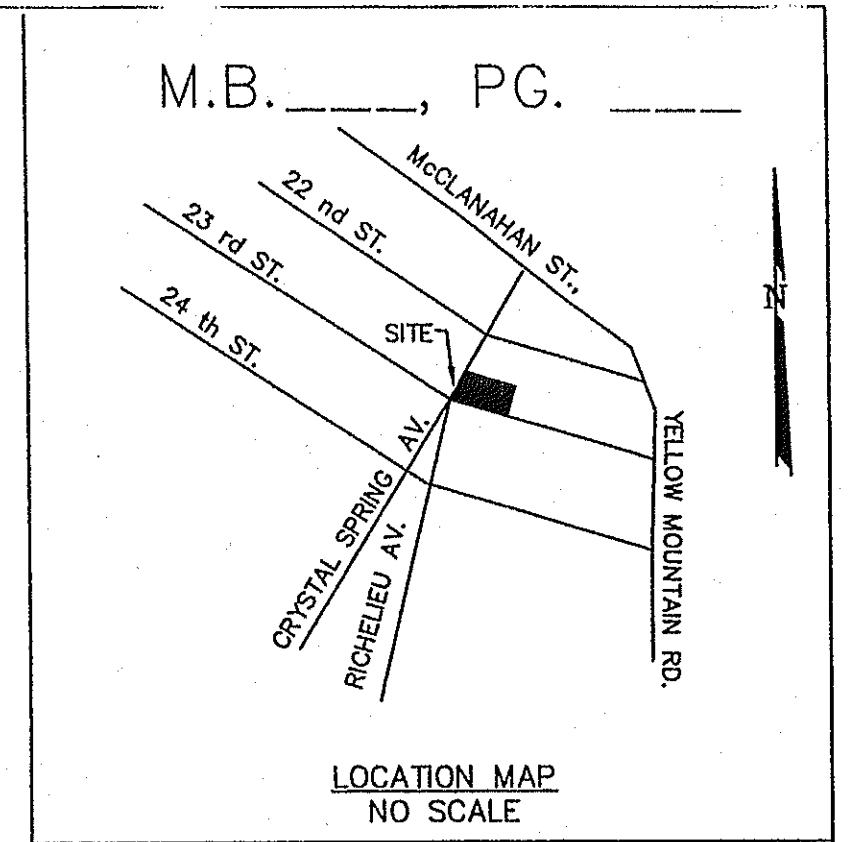 M.B. ___, PG. ___
McCLANAHAN ST.,
22 nd ST.
23 rd ST.
24 th ST.
SITE
N
CRYSTAL SPRING AV.
RICHELIEU AV.
YELLOW MOUNTAIN RD.
LOCATION MAP
NO SCALE